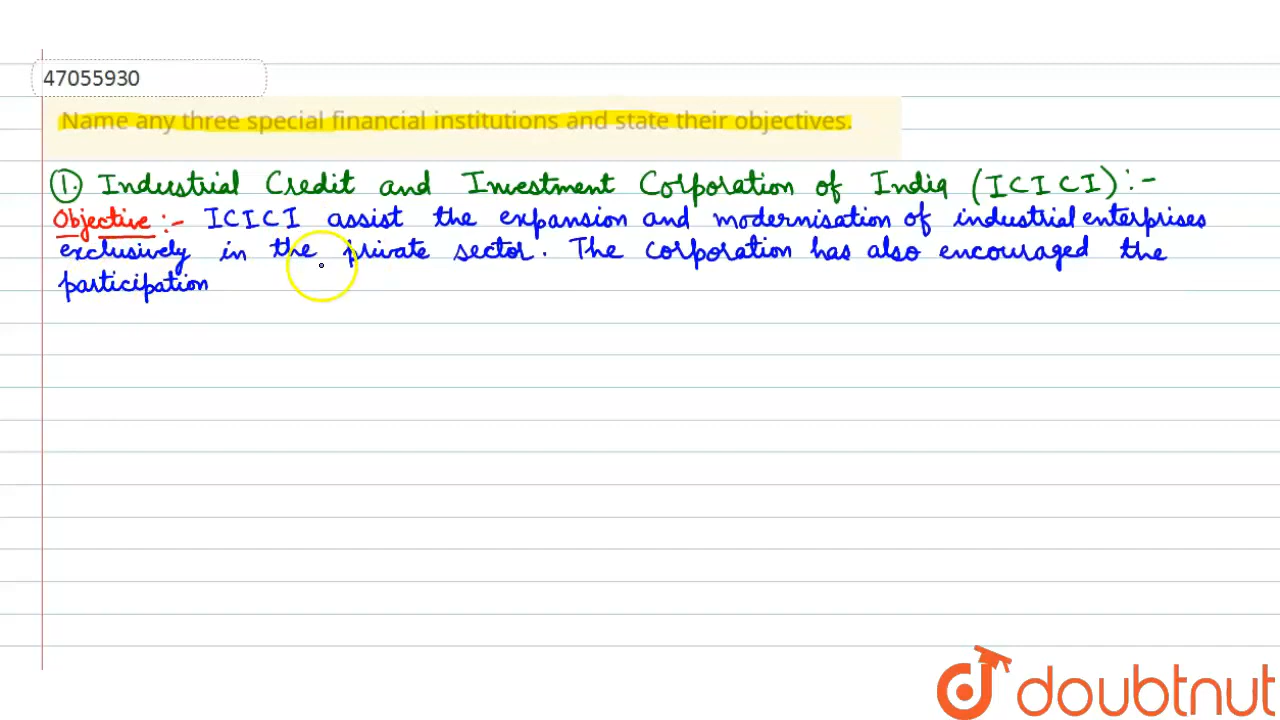 47055930
Name any three special financial institutions and state their objectives.
1. Industrial Credit and Investment Corporation of India (ICICI):-
Objective:- ICICI assist the expansion and modernisation of industrial enterprises
exclusively in the private sector. The corporation has also encouraged the
participation
doubtnut